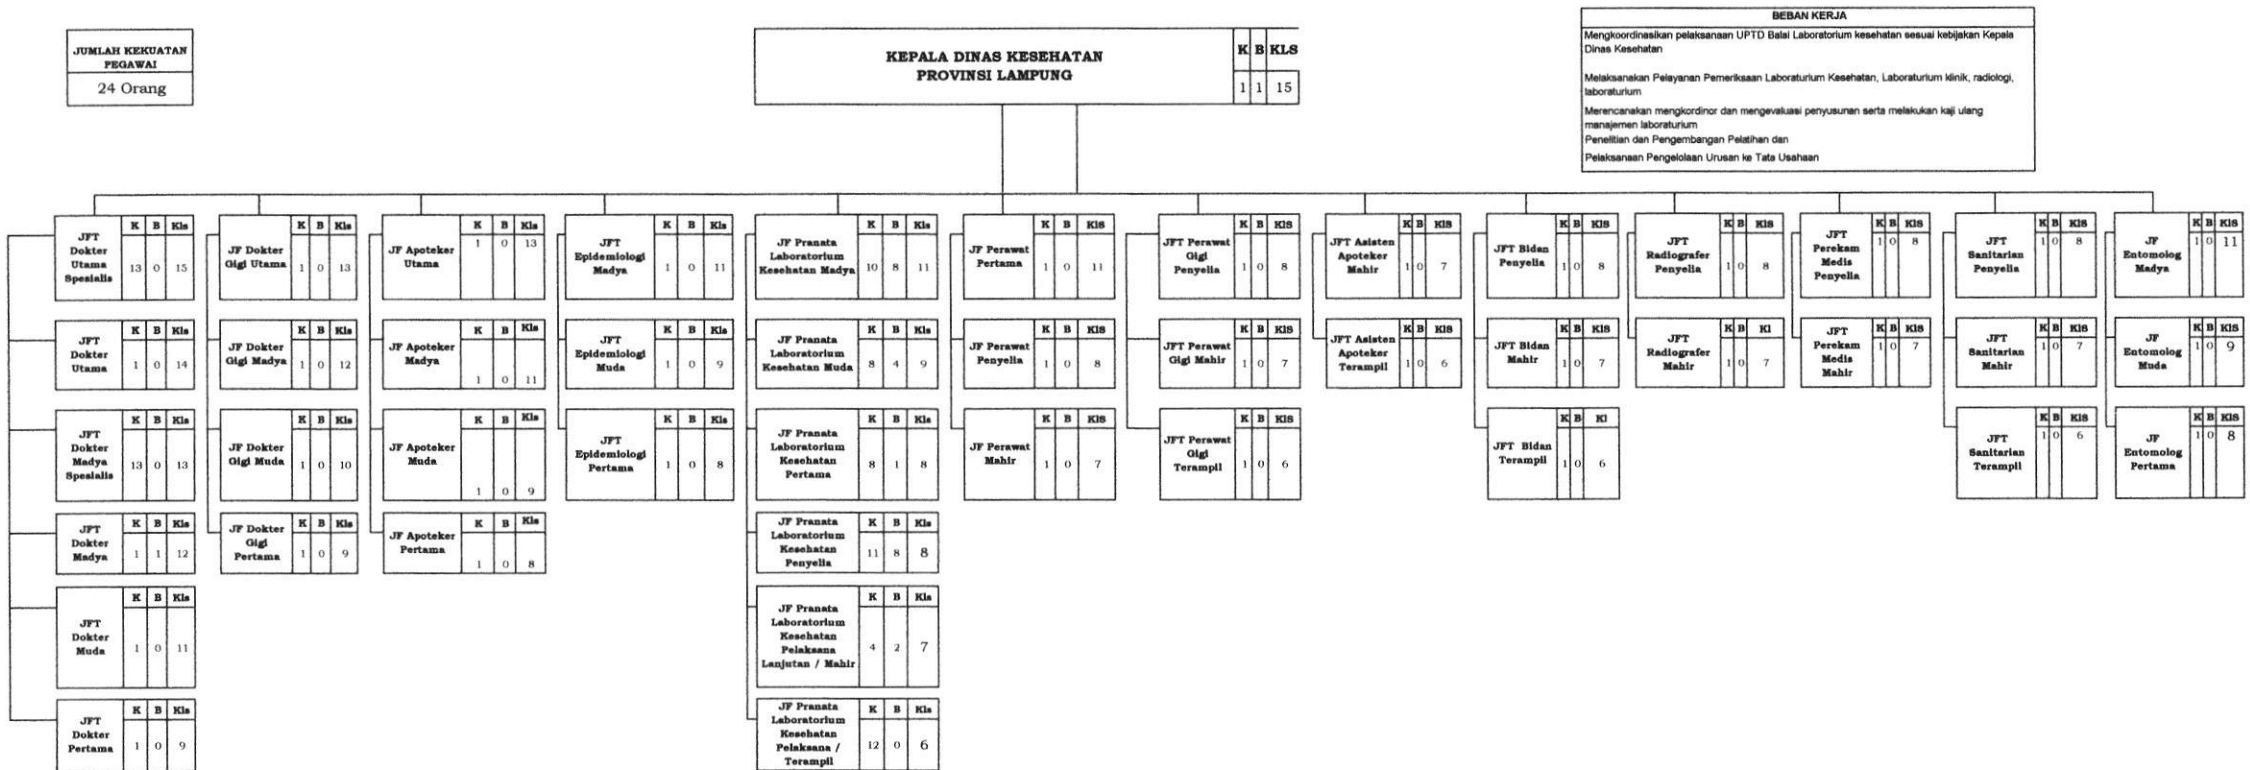 JUMLAH KEKUATAN
PEGAWAI
24 Orang
KEPALA DINAS KESEHATAN
PROVINSI LAMPUNG
K B KLS
1 1 15
BEBAN KERJA
Mengkoordinasikan pelaksanaan UPTD Balai Laboratorium kesehatan sesuai kebijakan Kepala
Dinas Kesehatan
Melaksanakan Pelayanan Pemeriksaan Laboraturium Kesehatan, Laboraturium klinik, radiologi,
laboraturium
Merencanakan mengkordinor dan mengevaluasi penyusunan serta melakukan kaji ulang
manajemen laboraturium
Penelitian dan Pengembangan Pelatihan dan
Pelaksanaan Pengelolaan Urusan ke Tata Usahaan
JFT
Dokter
Utama
Spesialis
K B Kls
13 0 15
JFT
Dokter
Utama
K B Kls
1 0 14
JFT
Dokter
Madya
Spesialis
K B Kls
13 0 13
JFT
Dokter
Madya
K B Kls
1 1 12
JFT
Dokter
Muda
K B Kls
1 0 11
JFT
Dokter
Pertama
K B Kls
1 0 9
JF Dokter
Gigi Utama
K B Kls
1 0 13
JF Dokter
Gigi Madya
K B Kls
1 0 12
JF Dokter
Gigi Muda
K B Kls
1 0 10
JF Dokter
Gigi
Pertama
K B Kls
1 0 9
JF Apoteker
Utama
K B Kls
1 0 13
JF Apoteker
Madya
K B Kls
1 0 11
JF Apoteker
Muda
K B Kls
1 0 9
JF Apoteker
Pertama
K B Kls
1 0 8
JFT
Epidemiologi
Madya
K B Kls
1 0 11
JFT
Epidemiologi
Muda
K B Kls
1 0 9
JFT
Epidemiologi
Pertama
K B Kls
1 0 8
JF Pranata
Laboratorium
Kesehatan Madya
K B Kls
10 8 11
JF Pranata
Laboratorium
Kesehatan Muda
K B Kls
8 4 9
JF Pranata
Laboratorium
Kesehatan
Pertama
K B Kls
8 1 8
JF Pranata
Laboratorium
Kesehatan
Penyelia
K B Kls
11 8 8
JF Pranata
Laboratorium
Kesehatan
Pelaksana
Lanjutan / Mahir
K B Kls
4 2 7
JF Pranata
Laboratorium
Kesehatan
Pelaksana /
Terampil
K B Kls
12 0 6
JF Perawat
Pertama
K B KlS
1 0 11
JF Perawat
Penyelia
K B KlS
1 0 8
JF Perawat
Mahir
K B KlS
1 0 7
JFT Perawat
Gigi
Penyelia
K B KlS
1 0 8
JFT Perawat
Gigi Mahir
K B KlS
1 0 7
JFT Perawat
Gigi
Terampil
K B KlS
1 0 6
JFT Asisten
Apoteker
Mahir
K B KlS
1 0 7
JFT Asisten
Apoteker
Terampil
K B KlS
1 0 6
JFT Bidan
Penyelia
K B KlS
1 0 8
JFT Bidan
Mahir
K B KlS
1 0 7
JFT Bidan
Terampil
K B Kl
1 0 6
JFT
Radiografer
Penyelia
K B KlS
1 0 8
JFT
Radiografer
Mahir
K B Kl
1 0 7
JFT
Perekam
Medis
Penyelia
K B KlS
1 0 8
JFT
Perekam
Medis
Mahir
K B KlS
1 0 7
JFT
Sanitarian
Penyelia
K B KlS
1 0 8
JFT
Sanitarian
Mahir
K B KlS
1 0 7
JFT
Sanitarian
Terampil
K B KlS
1 0 6
JF
Entomolog
Madya
K B KlS
1 0 11
JF
Entomolog
Muda
K B KlS
1 0 9
JF
Entomolog
Pertama
K B KlS
1 0 8